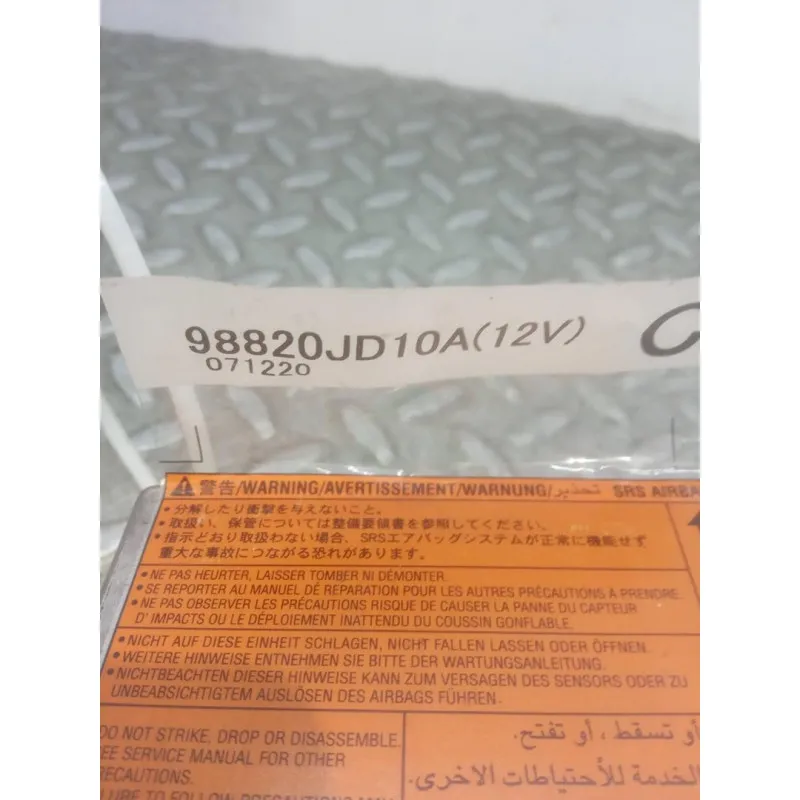 98820JD10A(12V)
071220
警告/WARNING/AVERTISSEMENT/WARNUNG/تحذير SRS AIRBA
・分解したり衝撃を与えないこと。
・取扱い、保管については整備要領書を参照してください。
・指示どおり取扱わない場合、SRSエアバッグシステムが正常に機能せず
重大な事故につながる恐れがあります。
• NE PAS HEURTER, LAISSER TOMBER NI DÉMONTER.
• SE REPORTER AU MANUEL DE REPARATION POUR LES AUTRES PRÉCAUTIONS À PRENDRE.
• NE PAS OBSERVER LES PRÉCAUTIONS RISQUE DE CAUSER LA PANNE DU CAPTEUR
D' IMPACTS OU LE DÉPLOIEMENT INATTENDU DU COUSSIN GONFLABLE.
• NICHT AUF DIESE EINHEIT SCHLAGEN, NICHT FALLEN LASSEN ODER ÖFFNEN.
• WEITERE HINWEISE ENTNEHMEN SIE BITTE DER WARTUNGSANLEITUNG.
• NICHTBEACHTEN DIESER HINWEISE KANN ZUM VERSAGEN DES SENSORS ODER ZU
UNBEABSICHTIGTEM AUSLÖSEN DES AIRBAGS FÜHREN.
DO NOT STRIKE, DROP OR DISASSEMBLE.
EE SERVICE MANUAL FOR OTHER
RECAUTIONS.
LURE TO FOLLOW PRECAUTIONS MAY
أو تسقط، أو تفتح.
الخدمة للأحتياطات الأخرى.